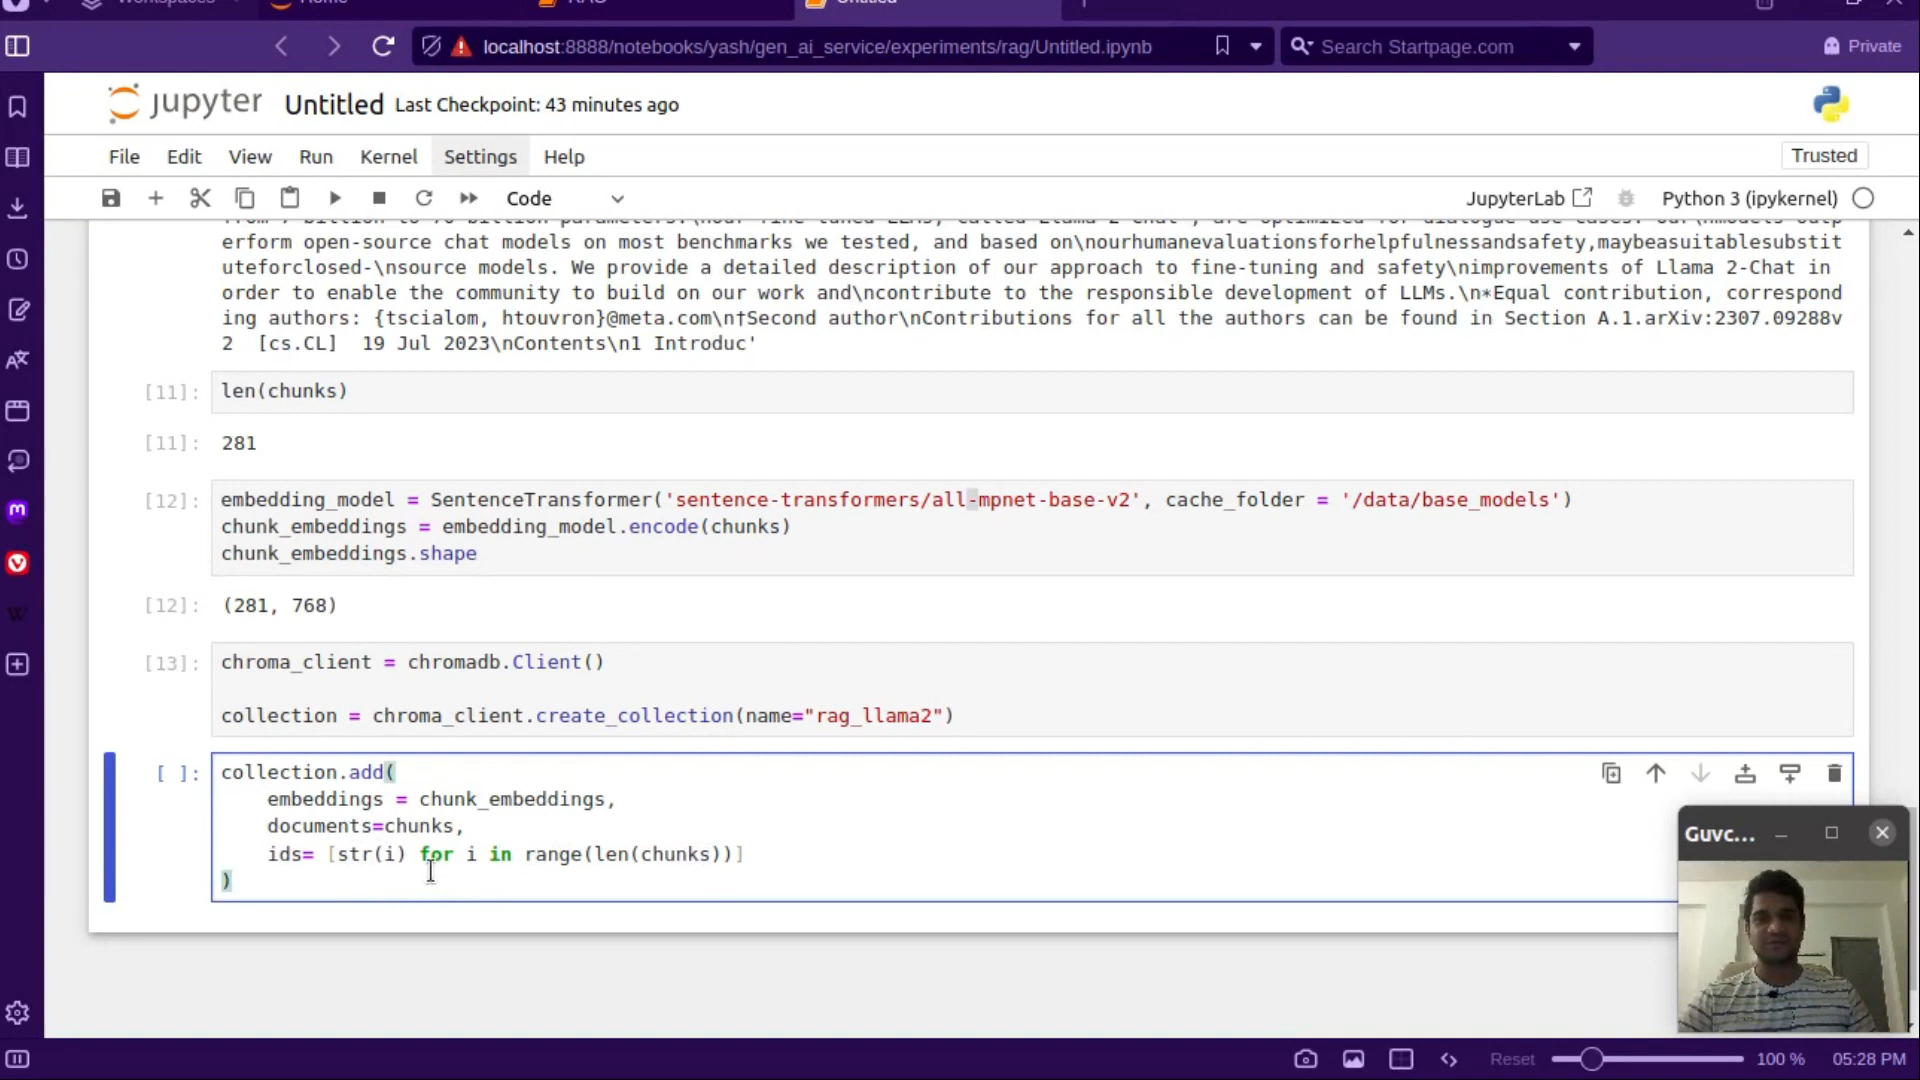 Workspaces
Home
RAG
Untitled
localhost:8888/notebooks/yash/gen_ai_service/experiments/rag/Untitled.ipynb
Search Startpage.com
Private
jupyter Untitled Last Checkpoint: 43 minutes ago
File Edit View Run Kernel Settings Help
Trusted
Code
JupyterLab
Python 3 (ipykernel)
erform open-source chat models on most benchmarks we tested, and based on\nourhumanevaluationsforhelpfulnessandsafety,maybeasuitablesubstit
uteforclosed-\nsource models. We provide a detailed description of our approach to fine-tuning and safety\nimprovements of Llama 2-Chat in
order to enable the community to build on our work and\ncontribute to the responsible development of LLMs.\n∗Equal contribution, correspond
ing authors: {tscialom, htouvron}@meta.com\n†Second author\nContributions for all the authors can be found in Section A.1.arXiv:2307.09288v
2  [cs.CL]  19 Jul 2023\nContents\n1 Introduc'
[11]: len(chunks)
[11]: 281
[12]: embedding_model = SentenceTransformer('sentence-transformers/all-mpnet-base-v2', cache_folder = '/data/base_models')
chunk_embeddings = embedding_model.encode(chunks)
chunk_embeddings.shape
[12]: (281, 768)
[13]: chroma_client = chromadb.Client()
collection = chroma_client.create_collection(name="rag_llama2")
[ ]: collection.add(
embeddings = chunk_embeddings,
documents=chunks,
ids= [str(i) for i in range(len(chunks))]
)
Guvc...
Reset
100 %
05:28 PM